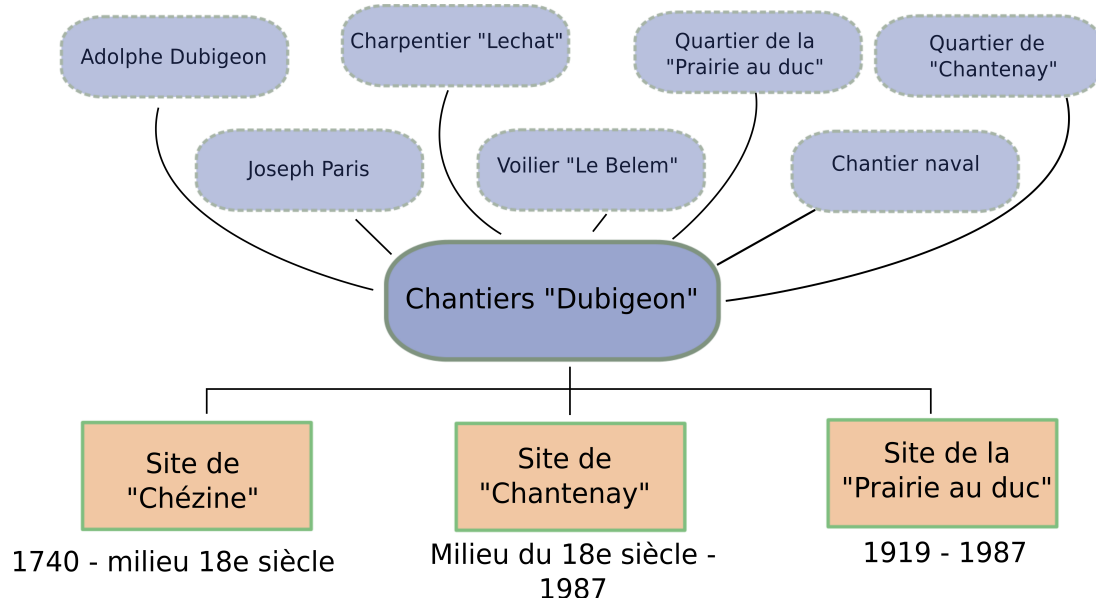 Adolphe Dubigeon
Charpentier "Lechat"
Quartier de la
"Prairie au duc"
Quartier de
"Chantenay"
Joseph Paris
Voilier "Le Belem"
Chantier naval
Chantiers "Dubigeon"
Site de
"Chézine"
1740 - milieu 18e siècle
Site de
"Chantenay"
Milieu du 18e siècle -
1987
Site de la
"Prairie au duc"
1919 - 1987